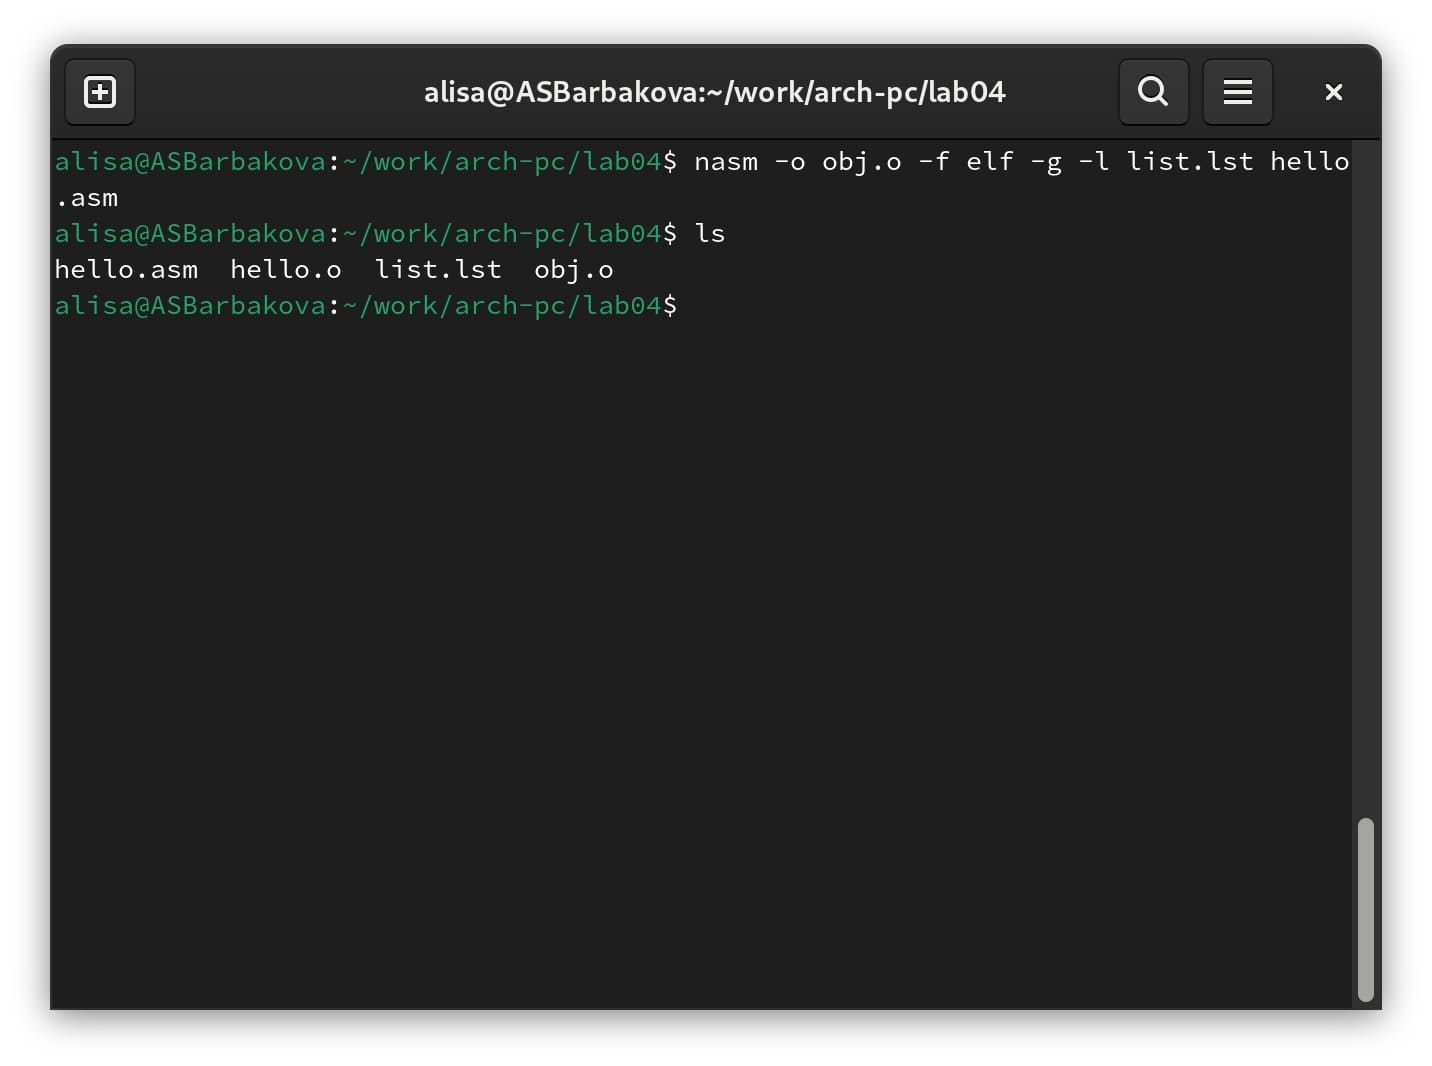 alisa@ASBarbakova:~/work/arch-pc/lab04
alisa@ASBarbakova:~/work/arch-pc/lab04$ nasm -o obj.o -f elf -g -l list.lst hello
.asm
alisa@ASBarbakova:~/work/arch-pc/lab04$ ls
hello.asm  hello.o  list.lst  obj.o
alisa@ASBarbakova:~/work/arch-pc/lab04$